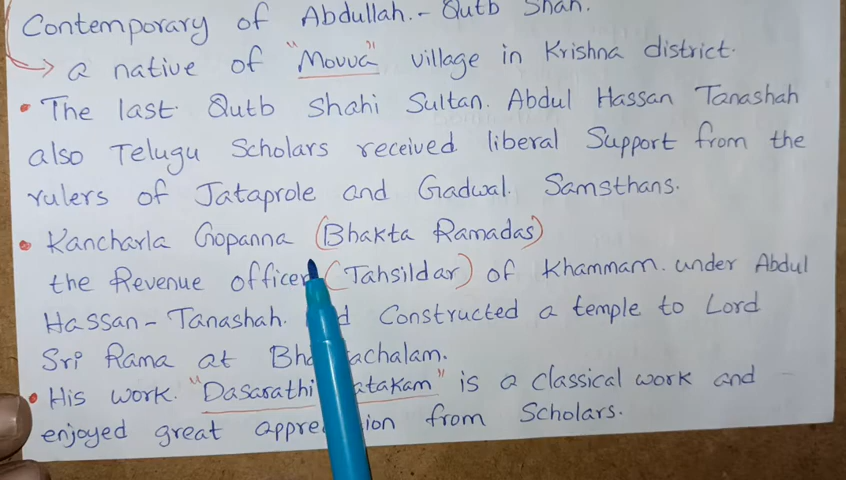 Contemporary of Abdullah.- Qutb Shah.
a native of "Movva" village in Krishna district.
• The last Qutb Shahi Sultan. Abdul Hassan Tanashah
also Telugu Scholars received liberal Support from the
rulers of Jataprole and Gadwal. Samsthans.
• Kancharla Gopanna (Bhakta Ramadas)
the Revenue officer (Tahsildar) of Khammam. under Abdul
Hassan - Tanashah. Constructed a temple to Lord
Sri Rama at
• His work. "Dasarathi is a classical work and
enjoyed great from Scholars.